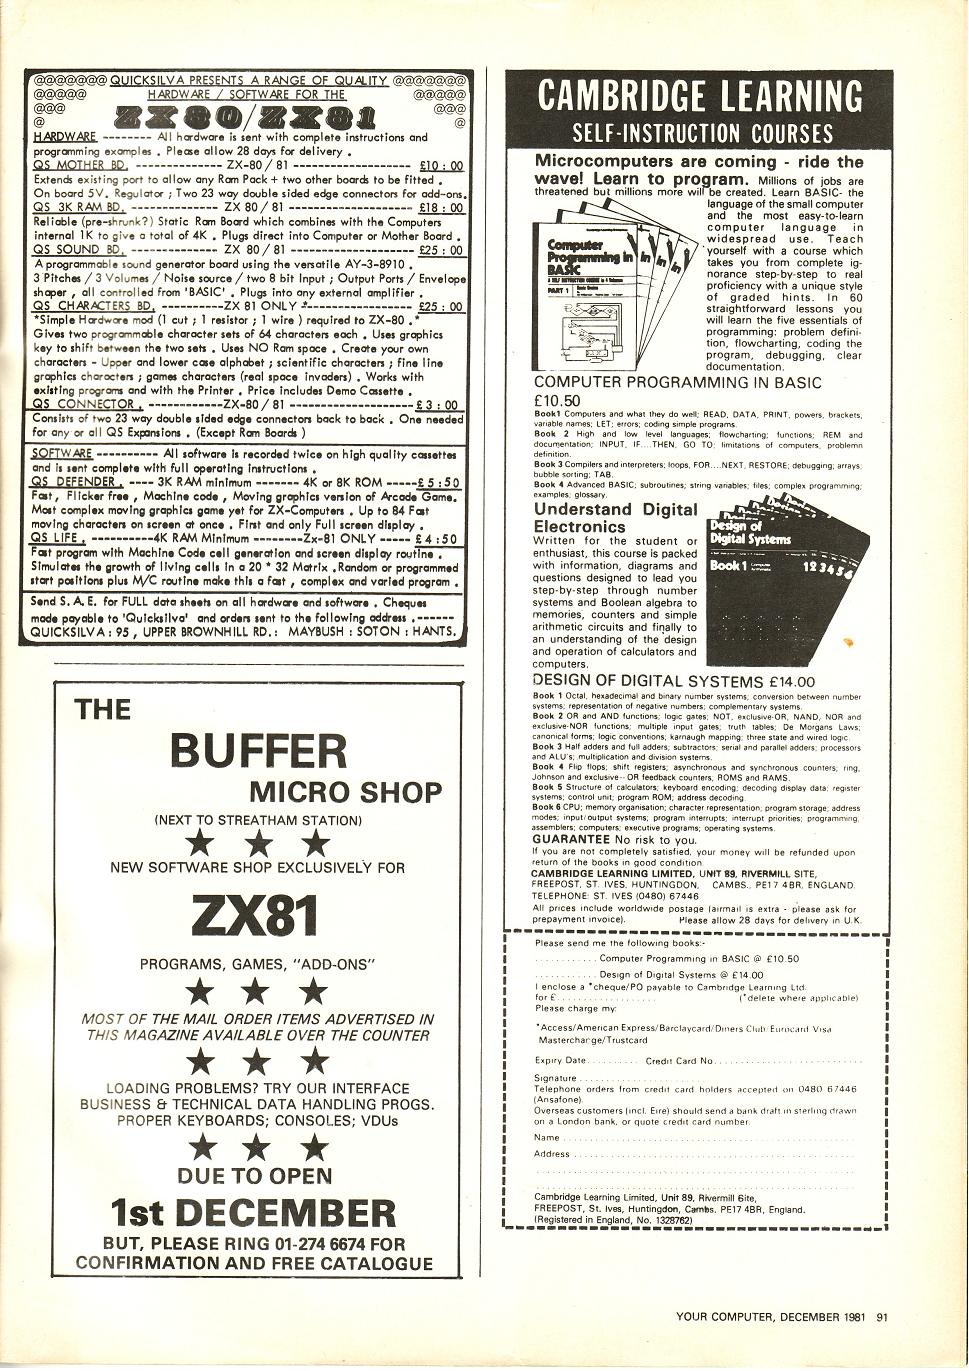 @@@@@@@ QUICKSILVA PRESENTS A RANGE OF QUALITY @@@@@@@
@@@@@ HARDWARE / SOFTWARE FOR THE @@@@@
@@@ ZX80/ZX81 @@@
@ @
HARDWARE -------- All hardware is sent with complete instructions and
programming examples . Please allow 28 days for delivery .
QS MOTHER BD. -------------- ZX-80 / 81 ------------------- £10 : 00
Extends existing port to allow any Ram Pack + two other boards to be fitted .
On board 5V. Regulator ; Two 23 way double sided edge connectors for add-ons.
QS 3K RAM BD. -------------- ZX 80 / 81 ------------------- £18 : 00
Reliable (pre-shrunk?) Static Ram Board which combines with the Computers
internal 1K to give a total of 4K . Plugs direct into Computer or Mother Board .
QS SOUND BD. -------------- ZX 80 / 81 ------------------- £25 : 00
A programmable sound generator board using the versatile AY-3-8910 .
3 Pitches / 3 Volumes / Noise source / two 8 bit Input ; Output Ports / Envelope
shaper , all controlled from 'BASIC' . Plugs into any external amplifier .
QS CHARACTERS BD. ---------- ZX 81 ONLY ----------------- £25 : 00
*Simple Hardware mod (1 cut ; 1 resistor ; 1 wire ) required to ZX-80 .*
Gives two programmable character sets of 64 characters each . Uses graphics
key to shift between the two sets . Uses NO Ram space . Create your own
characters - Upper and lower case alphabet ; scientific characters ; fine line
graphics characters ; games characters (real space invaders) . Works with
existing programs and with the Printer . Price includes Demo Cassette .
QS CONNECTOR . -------------ZX-80 / 81 -------------------- £ 3 : 00
Consists of two 23 way double sided edge connectors back to back . One needed
for any or all QS Expansions . (Except Ram Boards )
SOFTWARE ---------- All software is recorded twice on high quality cassettes
and is sent complete with full operating instructions .
QS DEFENDER . ---- 3K RAM minimum ------- 4K or 8K ROM -----£ 5 : 50
Fast , Flicker free , Machine code , Moving graphics version of Arcade Game.
Most complex moving graphics game yet for ZX-Computers . Up to 84 Fast
moving characters on screen at once . First and only Full screen display .
QS LIFE . ----------4K RAM Minimum ---------Zx-81 ONLY ----- £ 4 : 50
Fast program with Machine Code cell generation and screen display routine .
Simulates the growth of living cells in a 20 * 32 Matrix .Random or programmed
start positions plus M/C routine make this a fast , complex and varied program .
Send S. A. E. for FULL data sheets on all hardware and software . Cheques
made payable to 'Quicksilva' and orders sent to the following address .------
QUICKSILVA : 95 , UPPER BROWNHILL RD. : MAYBUSH : SOTON : HANTS.
THE
BUFFER
MICRO SHOP
(NEXT TO STREATHAM STATION)
NEW SOFTWARE SHOP EXCLUSIVELY FOR
ZX81
PROGRAMS, GAMES, "ADD-ONS"
MOST OF THE MAIL ORDER ITEMS ADVERTISED IN
THIS MAGAZINE AVAILABLE OVER THE COUNTER
LOADING PROBLEMS? TRY OUR INTERFACE
BUSINESS & TECHNICAL DATA HANDLING PROGS.
PROPER KEYBOARDS; CONSOLES; VDUs
DUE TO OPEN
1st DECEMBER
BUT, PLEASE RING 01-274 6674 FOR
CONFIRMATION AND FREE CATALOGUE
CAMBRIDGE LEARNING
SELF-INSTRUCTION COURSES
Microcomputers are coming - ride the
wave! Learn to program. Millions of jobs are
threatened but millions more will be created. Learn BASIC- the
language of the small computer
and the most easy-to-learn
computer language in
widespread use. Teach
yourself with a course which
takes you from complete ig-
norance step-by-step to real
proficiency with a unique style
of graded hints. In 60
straightforward lessons you
will learn the five essentials of
programming: problem defini-
tion, flowcharting, coding the
program, debugging, clear
documentation.
Computer
Programming in
BASIC
PART 1
COMPUTER PROGRAMMING IN BASIC
£10.50
Book1 Computers and what they do well; READ, DATA, PRINT, powers, brackets,
variable names; LET; errors; coding simple programs.
Book 2 High and low level languages; flowcharting; functions; REM and
documentation; INPUT, IF....THEN, GO TO; limitations of computers, problemn
definition.
Book 3 Compilers and interpreters; loops, FOR....NEXT, RESTORE; debugging; arrays;
bubble sorting; TAB.
Book 4 Advanced BASIC; subroutines; string variables; files; complex programming;
examples; glossary.
Understand Digital
Electronics
Written for the student or
enthusiast, this course is packed
with information, diagrams and
questions designed to lead you
step-by-step through number
systems and Boolean algebra to
memories, counters and simple
arithmetic circuits and finally to
an understanding of the design
and operation of calculators and
computers.
Design of
Digital Systems
Book 1
1 2 3 4 5 6
DESIGN OF DIGITAL SYSTEMS £14.00
Book 1 Octal, hexadecimal and binary number systems; conversion between number
systems; representation of negative numbers; complementary systems.
Book 2 OR and AND functions; logic gates; NOT, exclusive-OR, NAND, NOR and
exclusive-NOR functions; multiple input gates; truth tables; De Morgans Laws;
canonical forms; logic conventions; karnaugh mapping; three state and wired logic.
Book 3 Half adders and full adders; subtractors; serial and parallel adders; processors
and ALU's; multiplication and division systems.
Book 4 Flip flops; shift registers; asynchronous and synchronous counters; ring,
Johnson and exclusive-- OR feedback counters; ROMS and RAMS.
Book 5 Structure of calculators; keyboard encoding; decoding display data; register
systems; control unit; program ROM; address decoding.
Book 6 CPU; memory organisation; character representation; program storage; address
modes; input/output systems; program interrupts; interrupt priorities; programming,
assemblers; computers; executive programs; operating systems.
GUARANTEE No risk to you.
If you are not completely satisfied, your money will be refunded upon
return of the books in good condition.
CAMBRIDGE LEARNING LIMITED, UNIT 89, RIVERMILL SITE,
FREEPOST, ST. IVES, HUNTINGDON, CAMBS., PE17 4BR, ENGLAND.
TELEPHONE: ST. IVES (0480) 67446.
All prices include worldwide postage (airmail is extra - please ask for
prepayment invoice). Please allow 28 days for delivery in U.K.
Please send me the following books:-
............ Computer Programming in BASIC @ £10.50
............ Design of Digital Systems @ £14.00
I enclose a *cheque/PO payable to Cambridge Learning Ltd.
for £.................... (*delete where applicable)
Please charge my:
*Access/American Express/Barclaycard/Diners Club/Eurocard Visa
Mastercharge/Trustcard
Expiry Date.......... Credit Card No..............................
Signature .............................
Telephone orders from credit card holders accepted on 0480 67446
(Ansafone).
Overseas customers (incl. Eire) should send a bank draft in sterling drawn
on a London bank, or quote credit card number.
Name ............................................................
Address .........................................................
Cambridge Learning Limited, Unit 89, Rivermill Site,
FREEPOST, St. Ives, Huntingdon, Cambs. PE17 4BR, England.
(Registered in England, No. 1328762)
YOUR COMPUTER, DECEMBER 1981 91